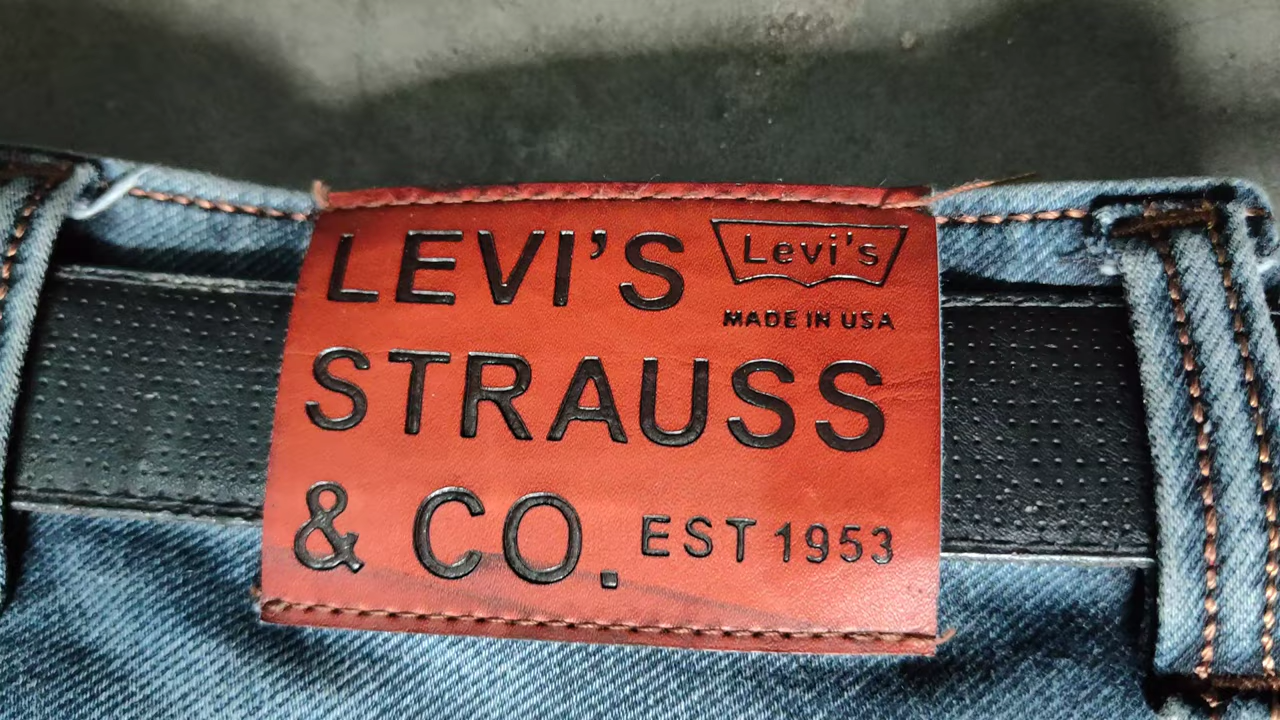 LEVI'S
Levi's
MADE IN USA
STRAUSS
& CO. EST 1953